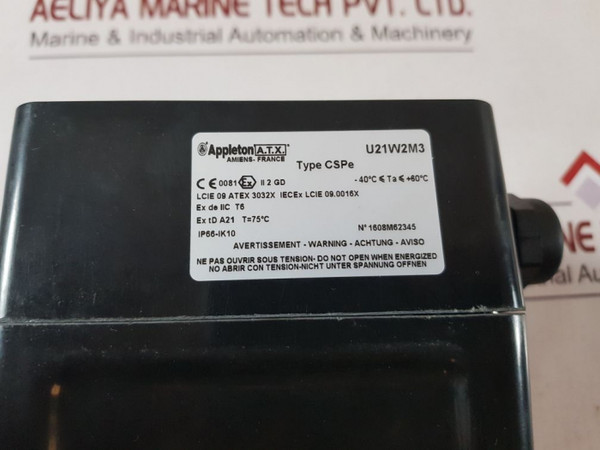 AELIYA MARINE TECH PVT. LTD.
Marine & Industrial Automation & Machinery
Appleton A.T.X. U21W2M3
AMIENS- FRANCE
Type CSPe
CE 0081 Ex II 2 GD - 40°C ≤ Ta ≤ +60°C
LCIE 09 ATEX 3032X IECEx LCIE 09.0016X
Ex de IIC T6
Ex tD A21 T=75°C
IP66-IK10 N° 1608M62345
AVERTISSEMENT - WARNING - ACHTUNG - AVISO
NE PAS OUVRIR SOUS TENSION- DO NOT OPEN WHEN ENERGIZED
NO ABRIR CON TENSION-NICHT UNTER SPANNUNG OFFNEN
MARINE
Industrial Autom